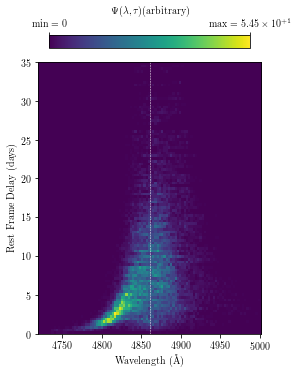 Ψ(λ, τ)(arbitrary)
min = 0 max = 5.45 × 10⁺¹
35
30
25
20
15
10
5
0
Rest Frame Delay (days)
4750 4800 4850 4900 4950 5000
Wavelength (Å)